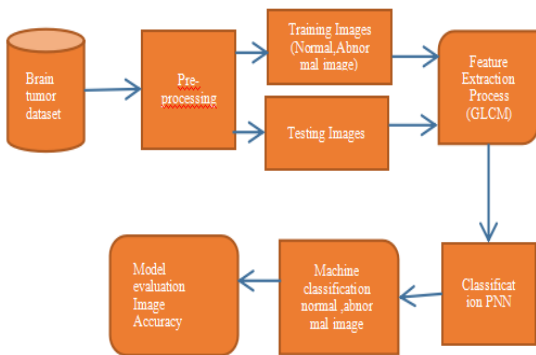 Brain
tumor
dataset
Pre-
processing
Training Images
(Normal,Abnor
mal image)
Testing Images
Feature
Extraction
Process
(GLCM)
Classificat
ion PNN
Machine
classification
normal ,abnor
mal image
Model
evaluation
Image
Accuracy